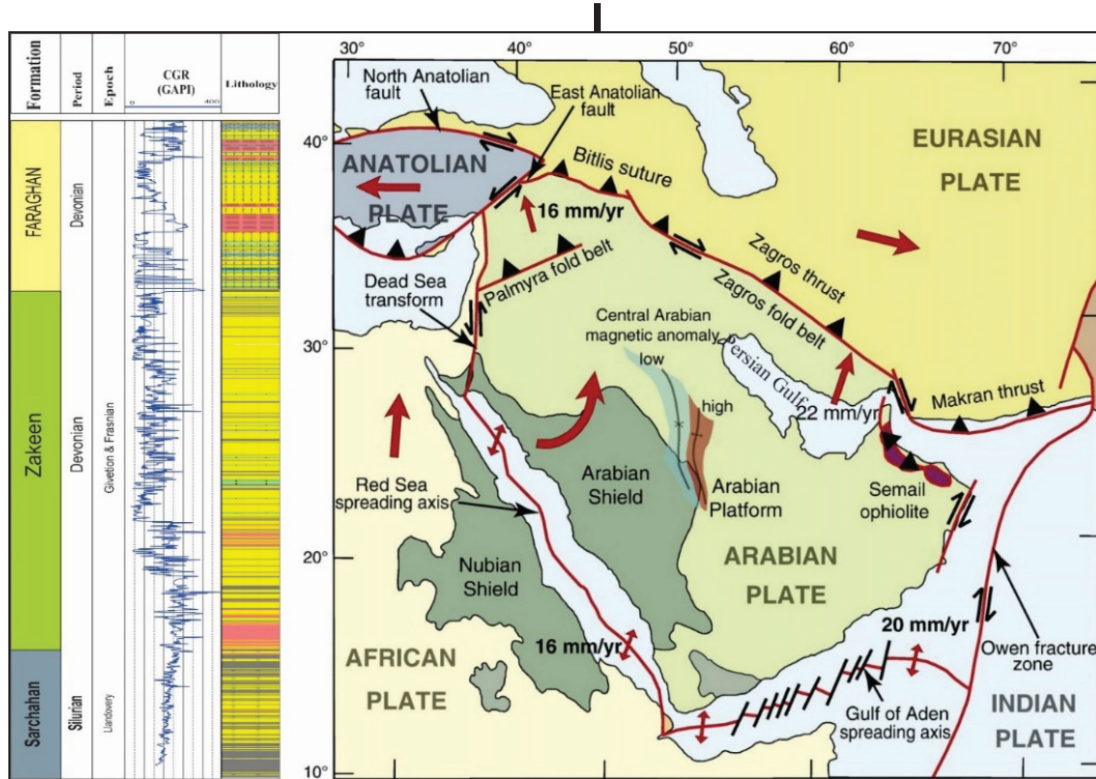 Formation
Period
Epoch
CGR
(GAPI)
0
400
Lithology
FARAGHAN
Devonian
Zakeen
Devonian
Givetion & Frasnian
Sarchahan
Silurian
Llandovery
30°
40°
50°
60°
70°
40°
30°
20°
10°
North Anatolian
fault
East Anatolian
fault
ANATOLIAN
PLATE
Bitlis suture
EURASIAN
PLATE
16 mm/yr
Dead Sea
transform
Palmyra fold belt
Zagros thrust
Zagros fold belt
Central Arabian
magnetic anomaly
low
high
Persian Gulf
22 mm/yr
Makran thrust
Red Sea
spreading axis
Arabian
Shield
Arabian
Platform
Semail
ophiolite
Nubian
Shield
ARABIAN
PLATE
16 mm/yr
20 mm/yr
AFRICAN
PLATE
Owen fracture
zone
Gulf of Aden
spreading axis
INDIAN
PLATE